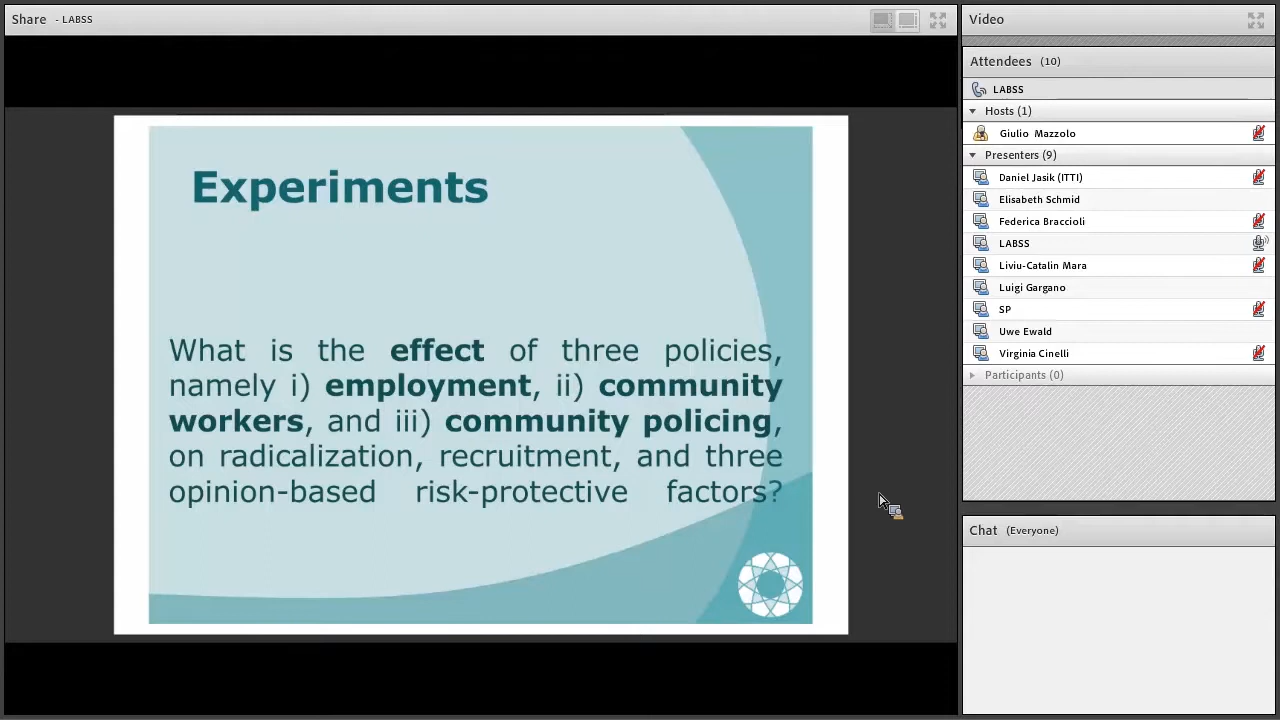 Share - LABSS
Experiments
What is the effect of three policies,
namely i) employment, ii) community
workers, and iii) community policing,
on radicalization, recruitment, and three
opinion-based risk-protective factors?
Video
Attendees (10)
LABSS
Hosts (1)
Giulio Mazzolo
Presenters (9)
Daniel Jasik (ITTI)
Elisabeth Schmid
Federica Braccioli
LABSS
Liviu-Catalin Mara
Luigi Gargano
SP
Uwe Ewald
Virginia Cinelli
Participants (0)
Chat (Everyone)